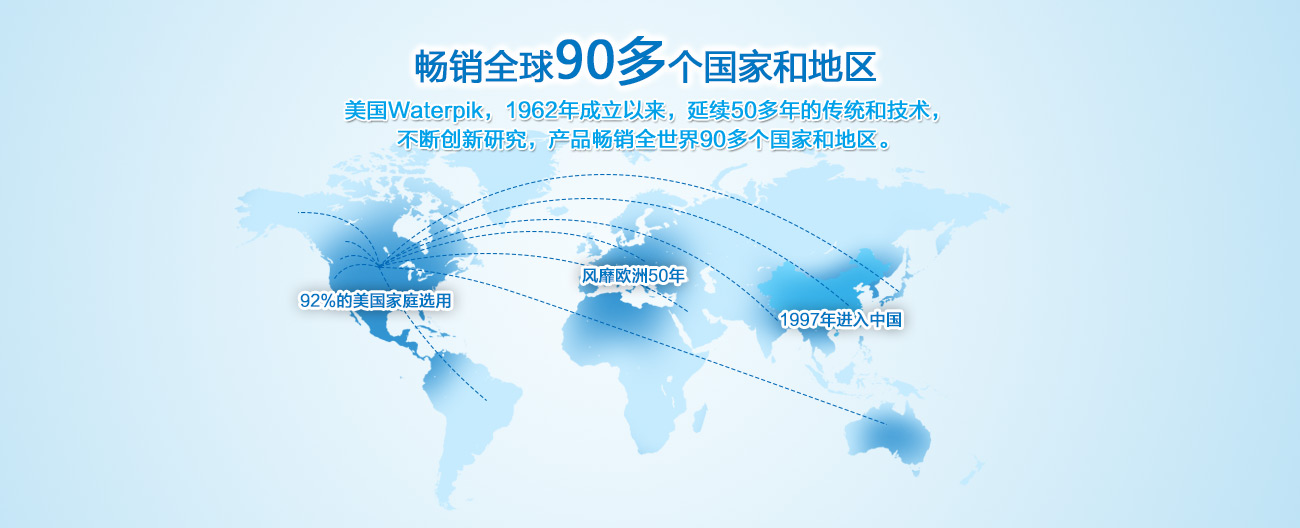 畅销全球90多个国家和地区
美国Waterpik，1962年成立以来，延续50多年的传统和技术，
不断创新研究，产品畅销全世界90多个国家和地区。
风靡欧洲50年
92%的美国家庭选用
1997年进入中国